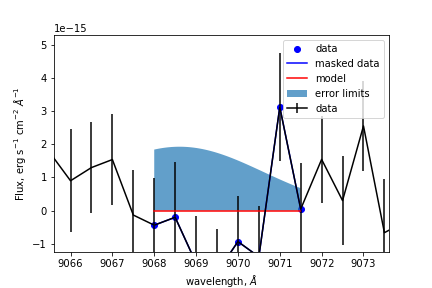 1e−15
5
4
3
2
1
0
−1
Flux, erg s⁻¹ cm⁻² Å⁻¹
data
masked data
model
error limits
data
9066 9067 9068 9069 9070 9071 9072 9073
wavelength, Å